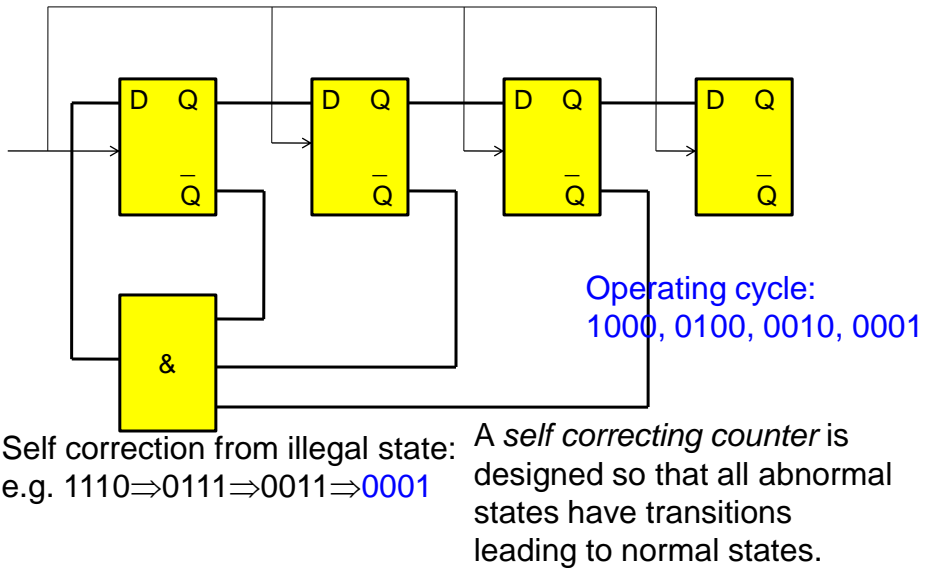 D Q D Q D Q D Q
Q̅ Q̅ Q̅ Q̅
&
Operating cycle:
1000, 0100, 0010, 0001
Self correction from illegal state:
e.g. 1110⇒0111⇒0011⇒0001
A self correcting counter is
designed so that all abnormal
states have transitions
leading to normal states.